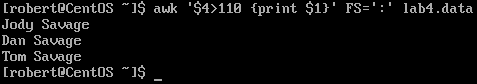 [robert@CentOS ~]$ awk '$4>110 {print $1}' FS=':' lab4.data
Jody Savage
Dan Savage
Tom Savage
[robert@CentOS ~]$ _